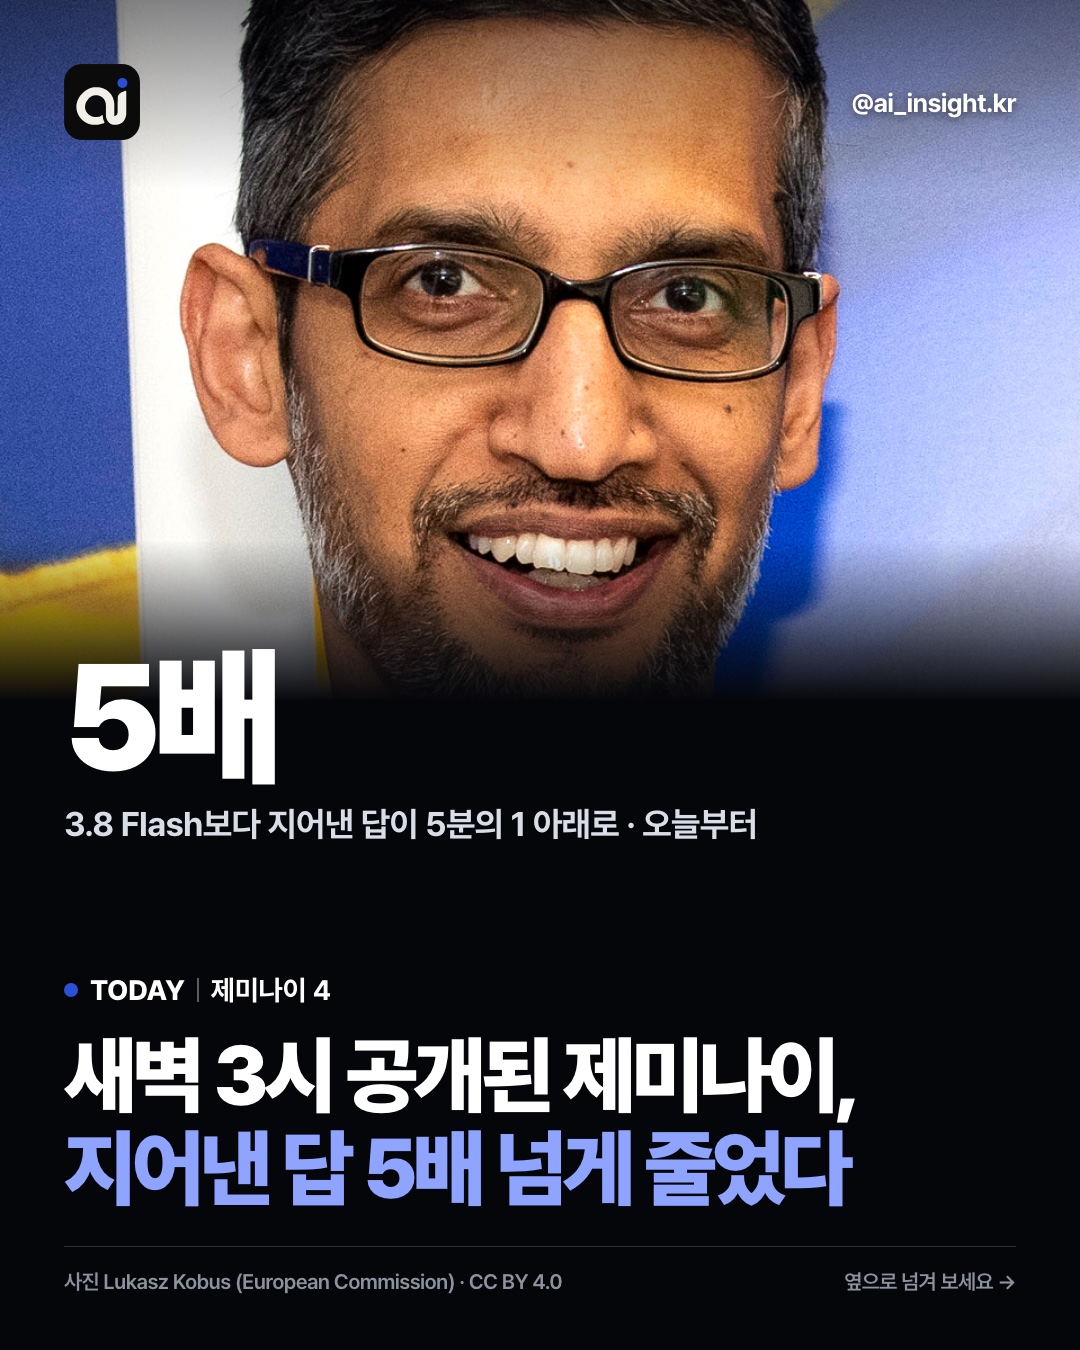 ai
@ai_insight.kr
5배
3.8 Flash보다 지어낸 답이 5분의 1 아래로 · 오늘부터
TODAY | 제미나이 4
새벽 3시 공개된 제미나이,
지어낸 답 5배 넘게 줄었다
사진 Lukasz Kobus (European Commission) · CC BY 4.0
옆으로 넘겨 보세요 →